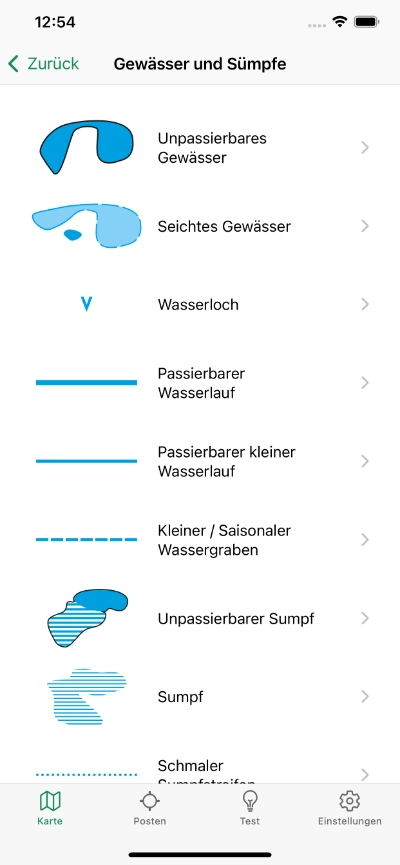 12:54
Zurück
Gewässer und Sümpfe
Unpassierbares
Gewässer
Seichtes Gewässer
Wasserloch
Passierbarer
Wasserlauf
Passierbarer kleiner
Wasserlauf
Kleiner / Saisonaler
Wassergraben
Unpassierbarer Sumpf
Sumpf
Schmaler
Sumpfstreifen
Karte
Posten
Test
Einstellungen